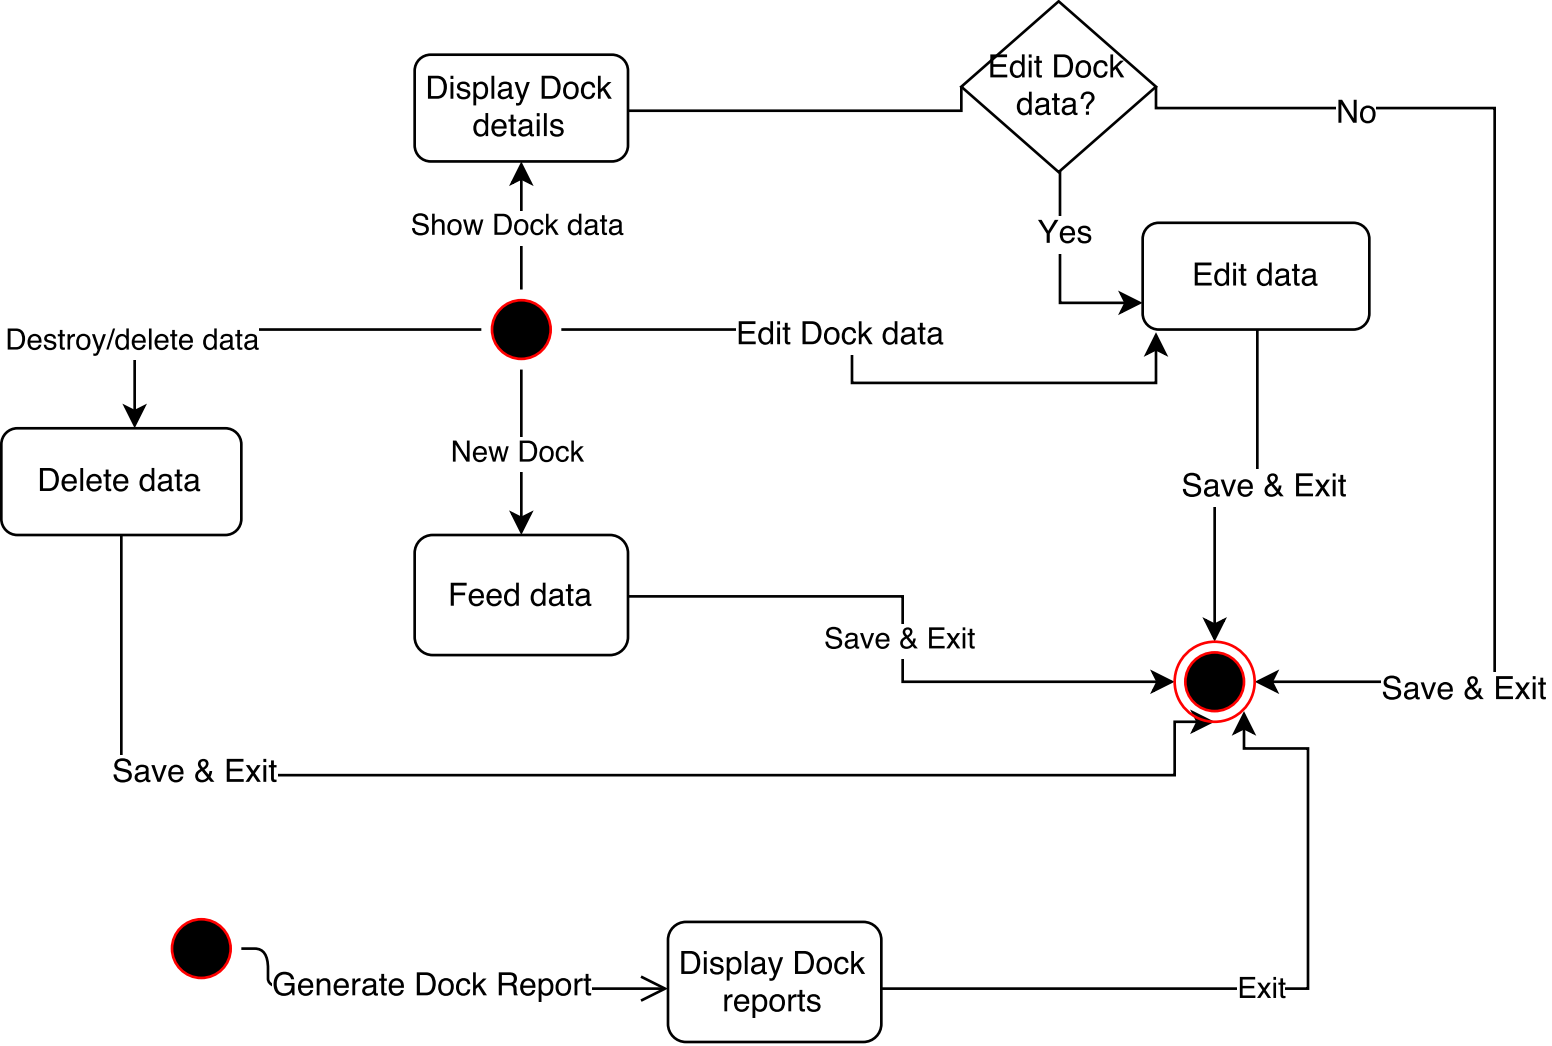 Edit Dock
data?
Display Dock
details
No
Show Dock data
Yes
Edit data
Destroy/delete data
Edit Dock data
New Dock
Delete data
Save & Exit
Feed data
Save & Exit
Save & Exit
Save & Exit
Display Dock
reports
Generate Dock Report
Exit